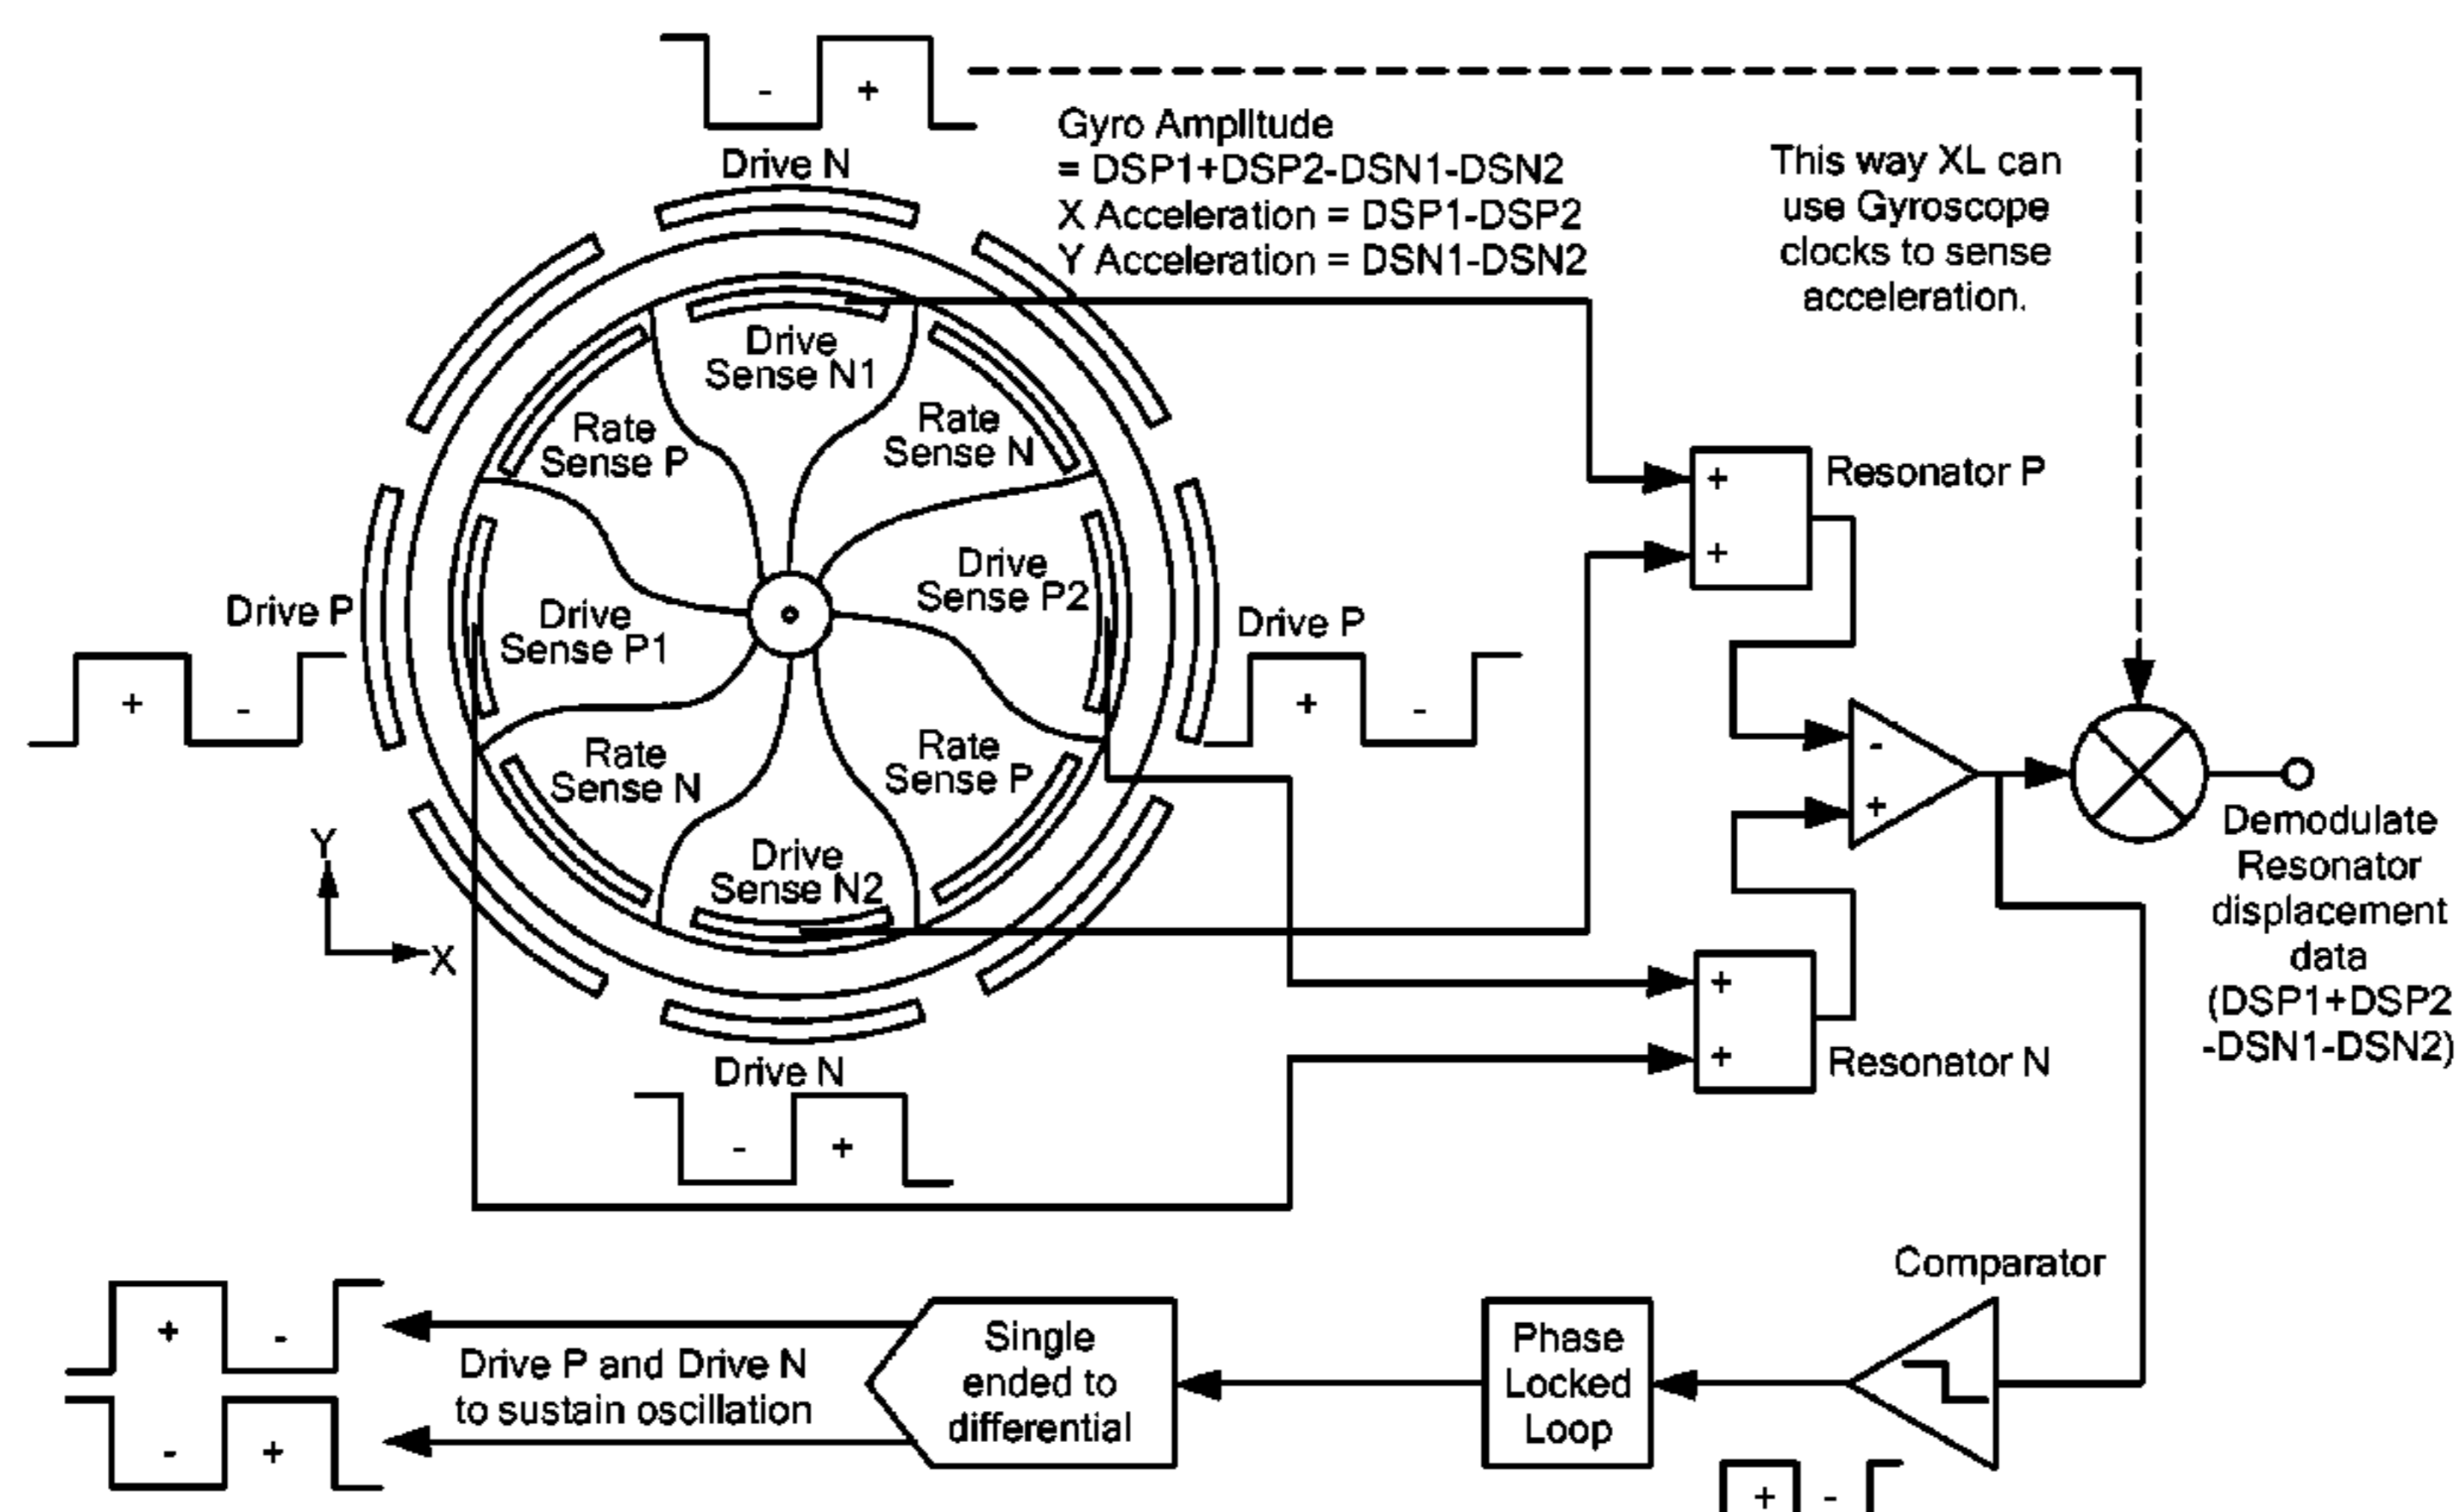 - +
Drive N
Gyro Amplitude
= DSP1+DSP2-DSN1-DSN2
X Acceleration = DSP1-DSP2
Y Acceleration = DSN1-DSN2
This way XL can
use Gyroscope
clocks to sense
acceleration.
Drive
Sense N1
Rate
Sense P
Rate
Sense N
Drive
Sense P2
Drive
Sense P1
Rate
Sense N
Rate
Sense P
Drive
Sense N2
Drive P
+ -
Drive P
+ -
Y
X
Drive N
- +
+
+
Resonator P
-
+
+
+
Resonator N
Demodulate
Resonator
displacement
data
(DSP1+DSP2
-DSN1-DSN2)
Comparator
+ -
Phase
Locked
Loop
Single
ended to
differential
Drive P and Drive N
to sustain oscillation
+ -
- +